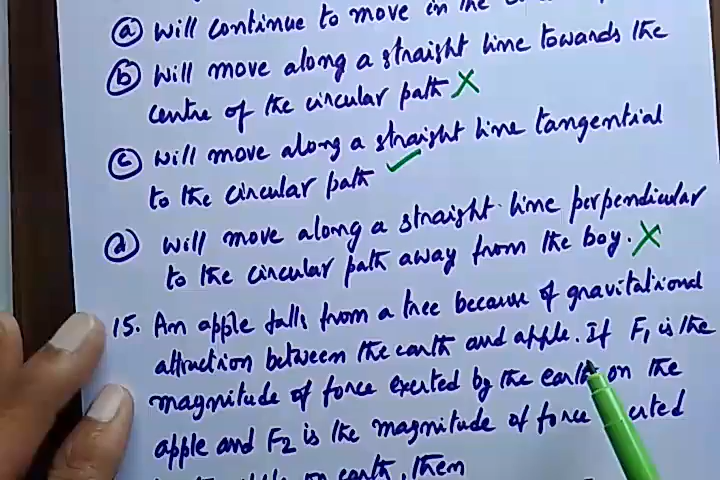 ⓐ Will continue to move in the
ⓑ Will move along a straight line towards the
centre of the circular path X
ⓒ Will move along a straight line tangential
to the circular path ✓
ⓓ Will move along a straight line perpendicular
to the circular path away from the boy. X
15. An apple falls from a tree because of gravitational
attraction between the earth and apple. If F₁ is the
magnitude of force exerted by the earth on the
apple and F₂ is the magnitude of force
on earth, them